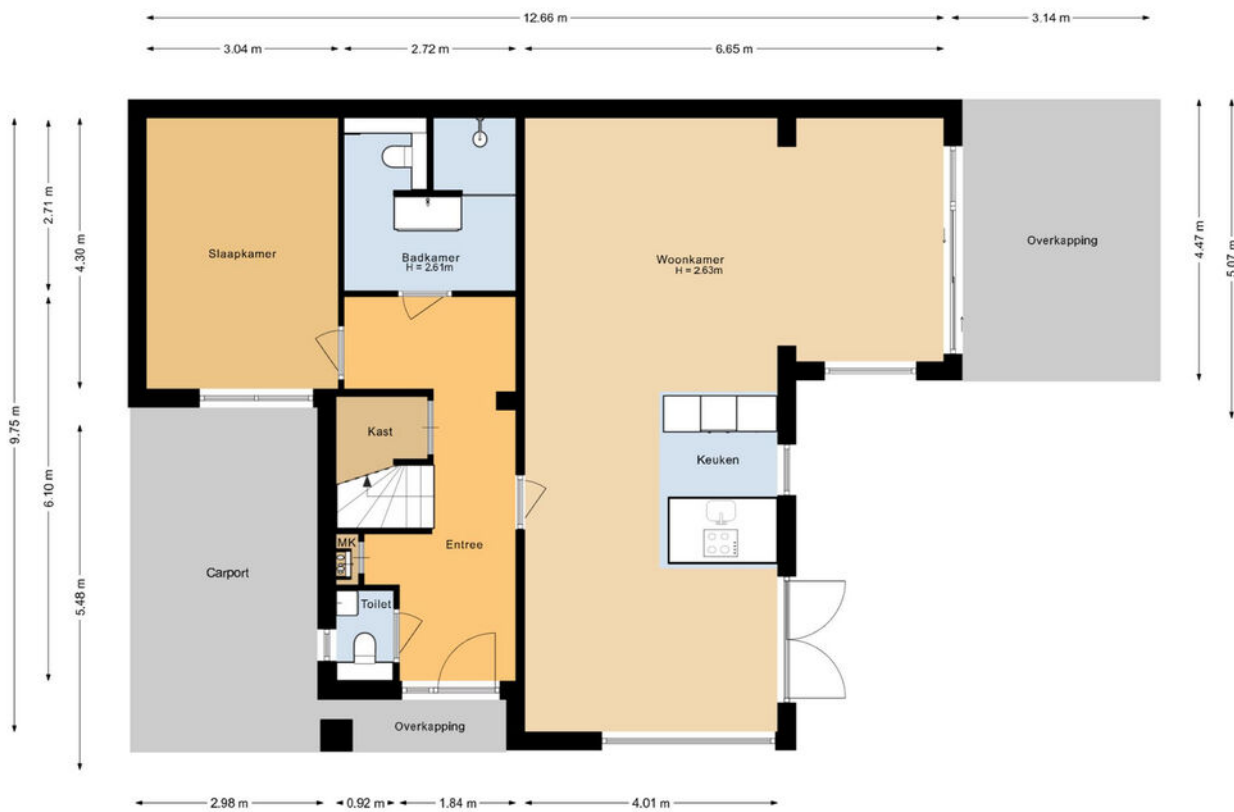 12.66 m
3.14 m
3.04 m
2.72 m
6.65 m
9.75 m
2.71 m
6.10 m
4.30 m
5.48 m
Slaapkamer
Badkamer
H = 2.61m
Woonkamer
H = 2.63m
Overkapping
4.47 m
5.07 m
Kast
Keuken
MK
Entree
Carport
Toilet
Overkapping
2.98 m
0.92 m
1.84 m
4.01 m